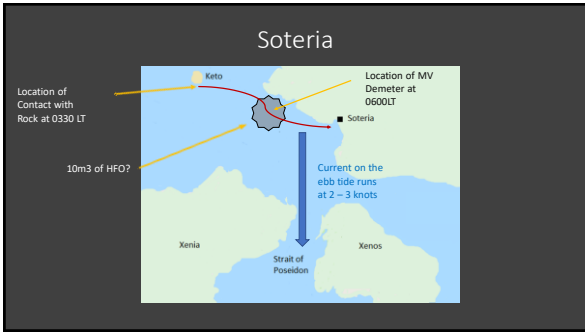 Soteria
Keto
Location of
Contact with
Rock at 0330 LT
Location of MV
Demeter at
0600LT
Soteria
10m3 of HFO?
Current on the
ebb tide runs
at 2 – 3 knots
Xenia
Strait of
Poseidon
Xenos